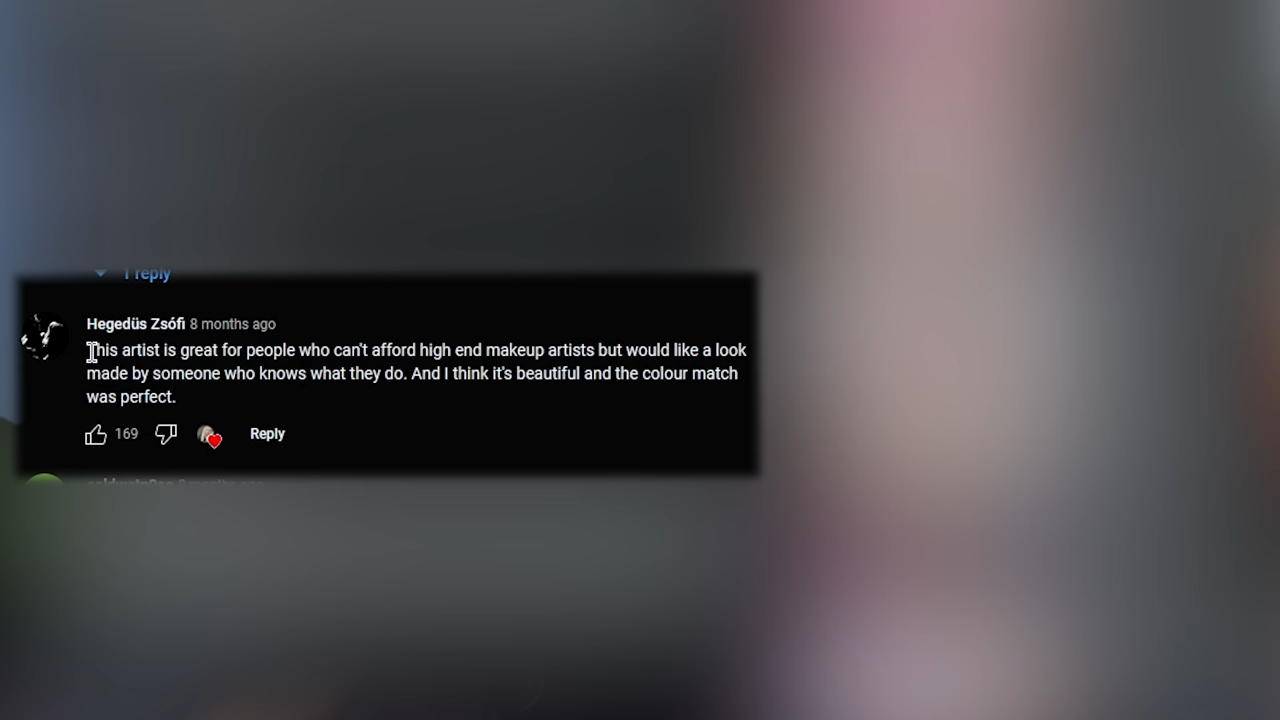 1 reply
Hegedüs Zsófi 8 months ago
This artist is great for people who can't afford high end makeup artists but would like a look
made by someone who knows what they do. And I think it's beautiful and the colour match
was perfect.
169 Reply